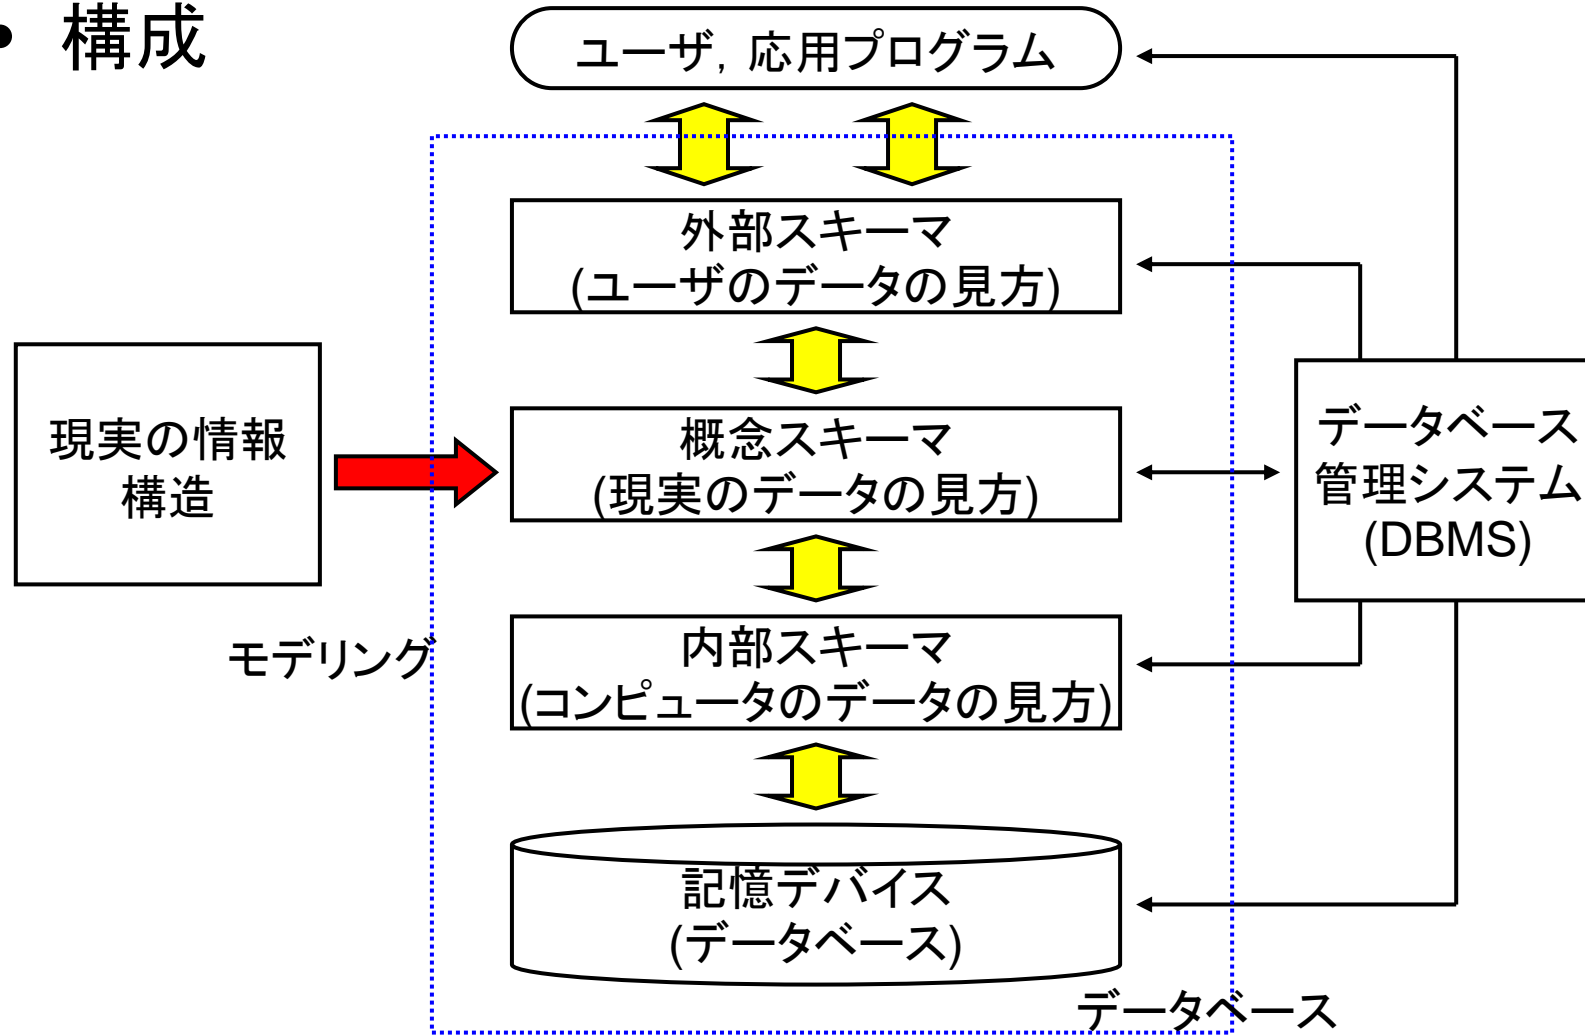 • 構成
ユーザ, 応用プログラム
外部スキーマ
(ユーザのデータの見方)
現実の情報
構造
概念スキーマ
(現実のデータの見方)
データベース
管理システム
(DBMS)
モデリング
内部スキーマ
(コンピュータのデータの見方)
記憶デバイス
(データベース)
データベース